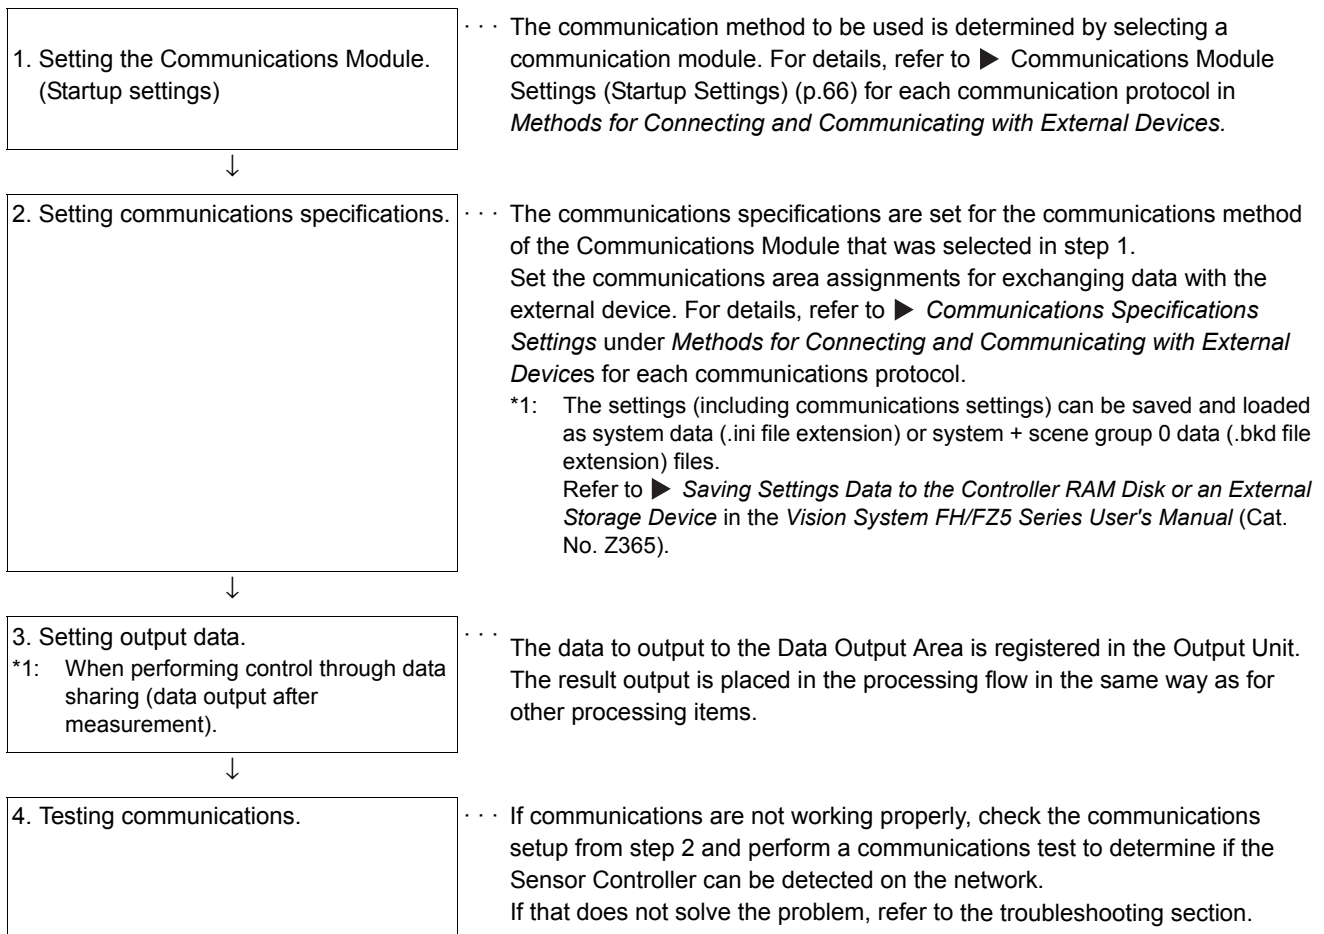 1. Setting the Communications Module.
(Startup settings)
· · · The communication method to be used is determined by selecting a
communication module. For details, refer to ▶ Communications Module
Settings (Startup Settings) (p.66) for each communication protocol in
Methods for Connecting and Communicating with External Devices.
↓
2. Setting communications specifications.
· · · The communications specifications are set for the communications method
of the Communications Module that was selected in step 1.
Set the communications area assignments for exchanging data with the
external device. For details, refer to ▶ Communications Specifications
Settings under Methods for Connecting and Communicating with External
Devices for each communications protocol.
*1: The settings (including communications settings) can be saved and loaded
as system data (.ini file extension) or system + scene group 0 data (.bkd file
extension) files.
Refer to ▶ Saving Settings Data to the Controller RAM Disk or an External
Storage Device in the Vision System FH/FZ5 Series User's Manual (Cat.
No. Z365).
↓
3. Setting output data.
*1: When performing control through data
sharing (data output after
measurement).
· · · The data to output to the Data Output Area is registered in the Output Unit.
The result output is placed in the processing flow in the same way as for
other processing items.
↓
4. Testing communications.
· · · If communications are not working properly, check the communications
setup from step 2 and perform a communications test to determine if the
Sensor Controller can be detected on the network.
If that does not solve the problem, refer to the troubleshooting section.